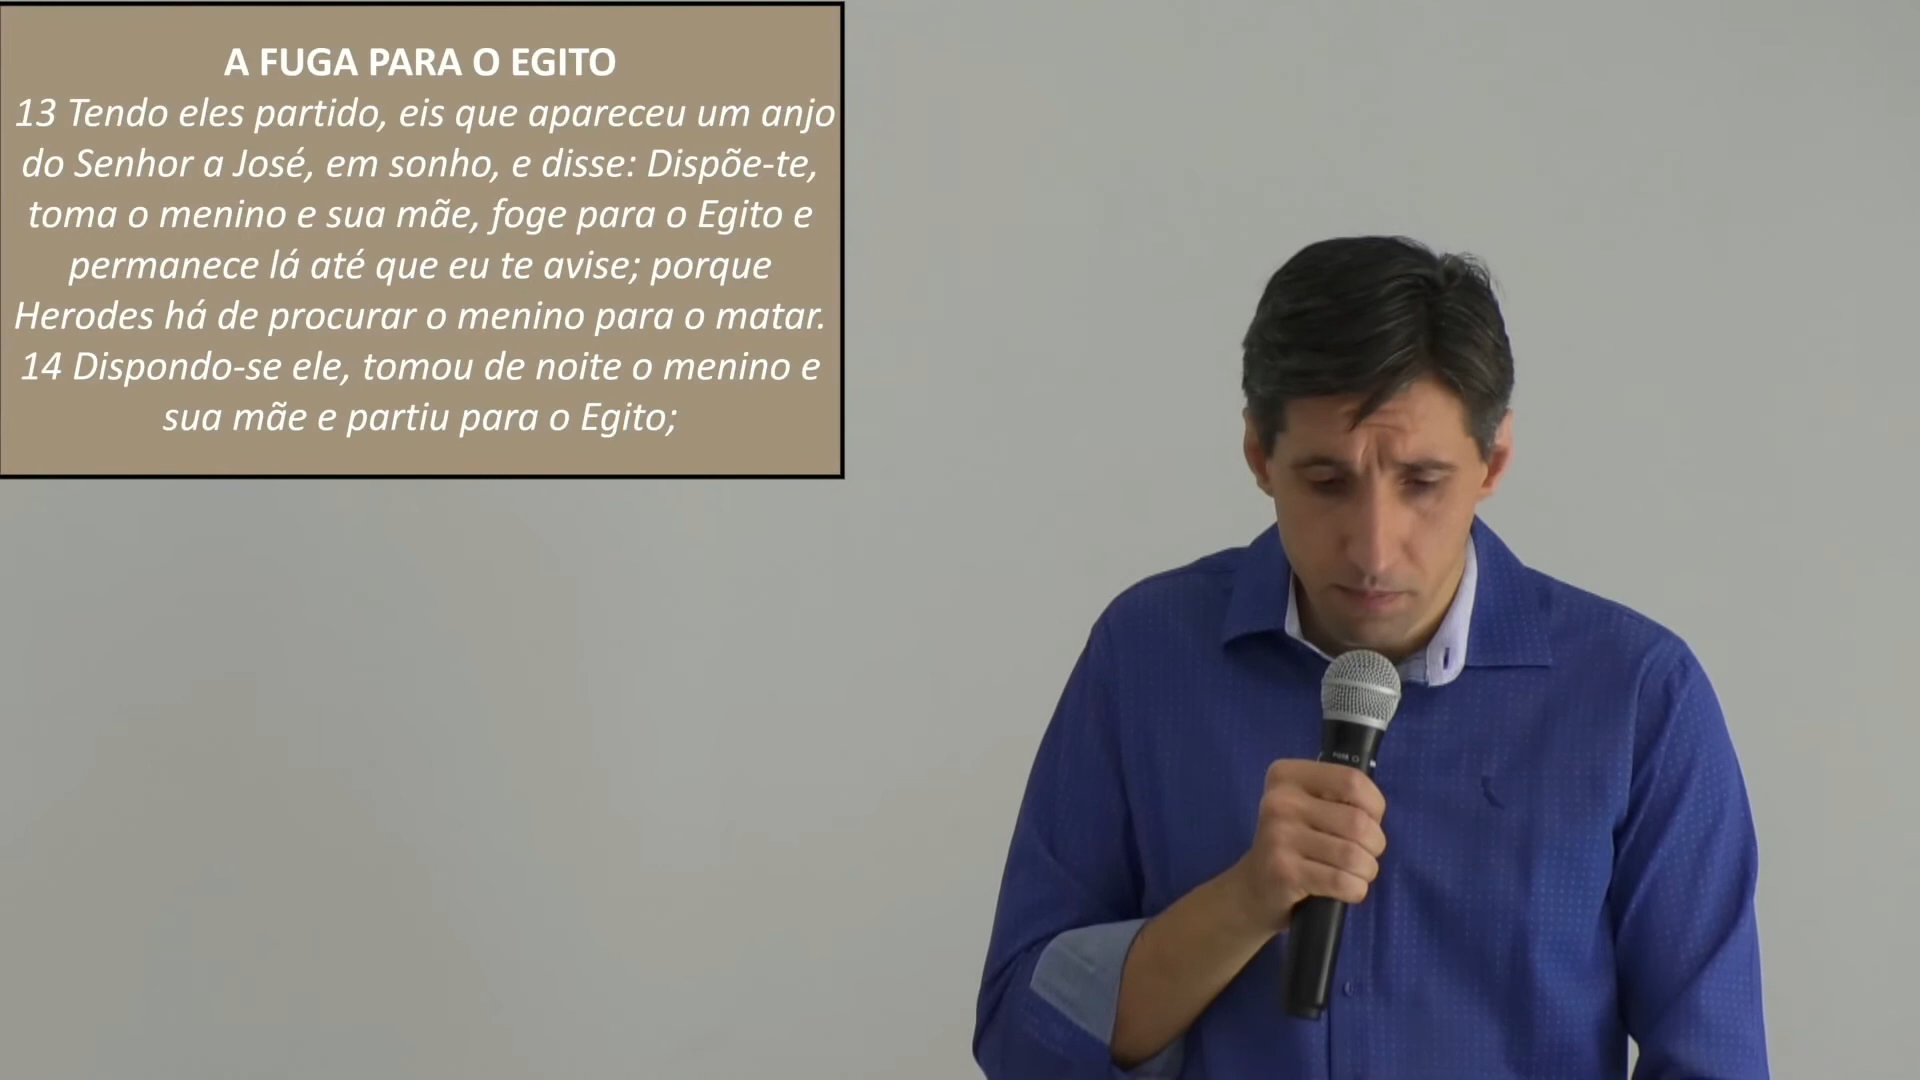 A FUGA PARA O EGITO
13 Tendo eles partido, eis que apareceu um anjo
do Senhor a José, em sonho, e disse: Dispõe-te,
toma o menino e sua mãe, foge para o Egito e
permanece lá até que eu te avise; porque
Herodes há de procurar o menino para o matar.
14 Dispondo-se ele, tomou de noite o menino e
sua mãe e partiu para o Egito;